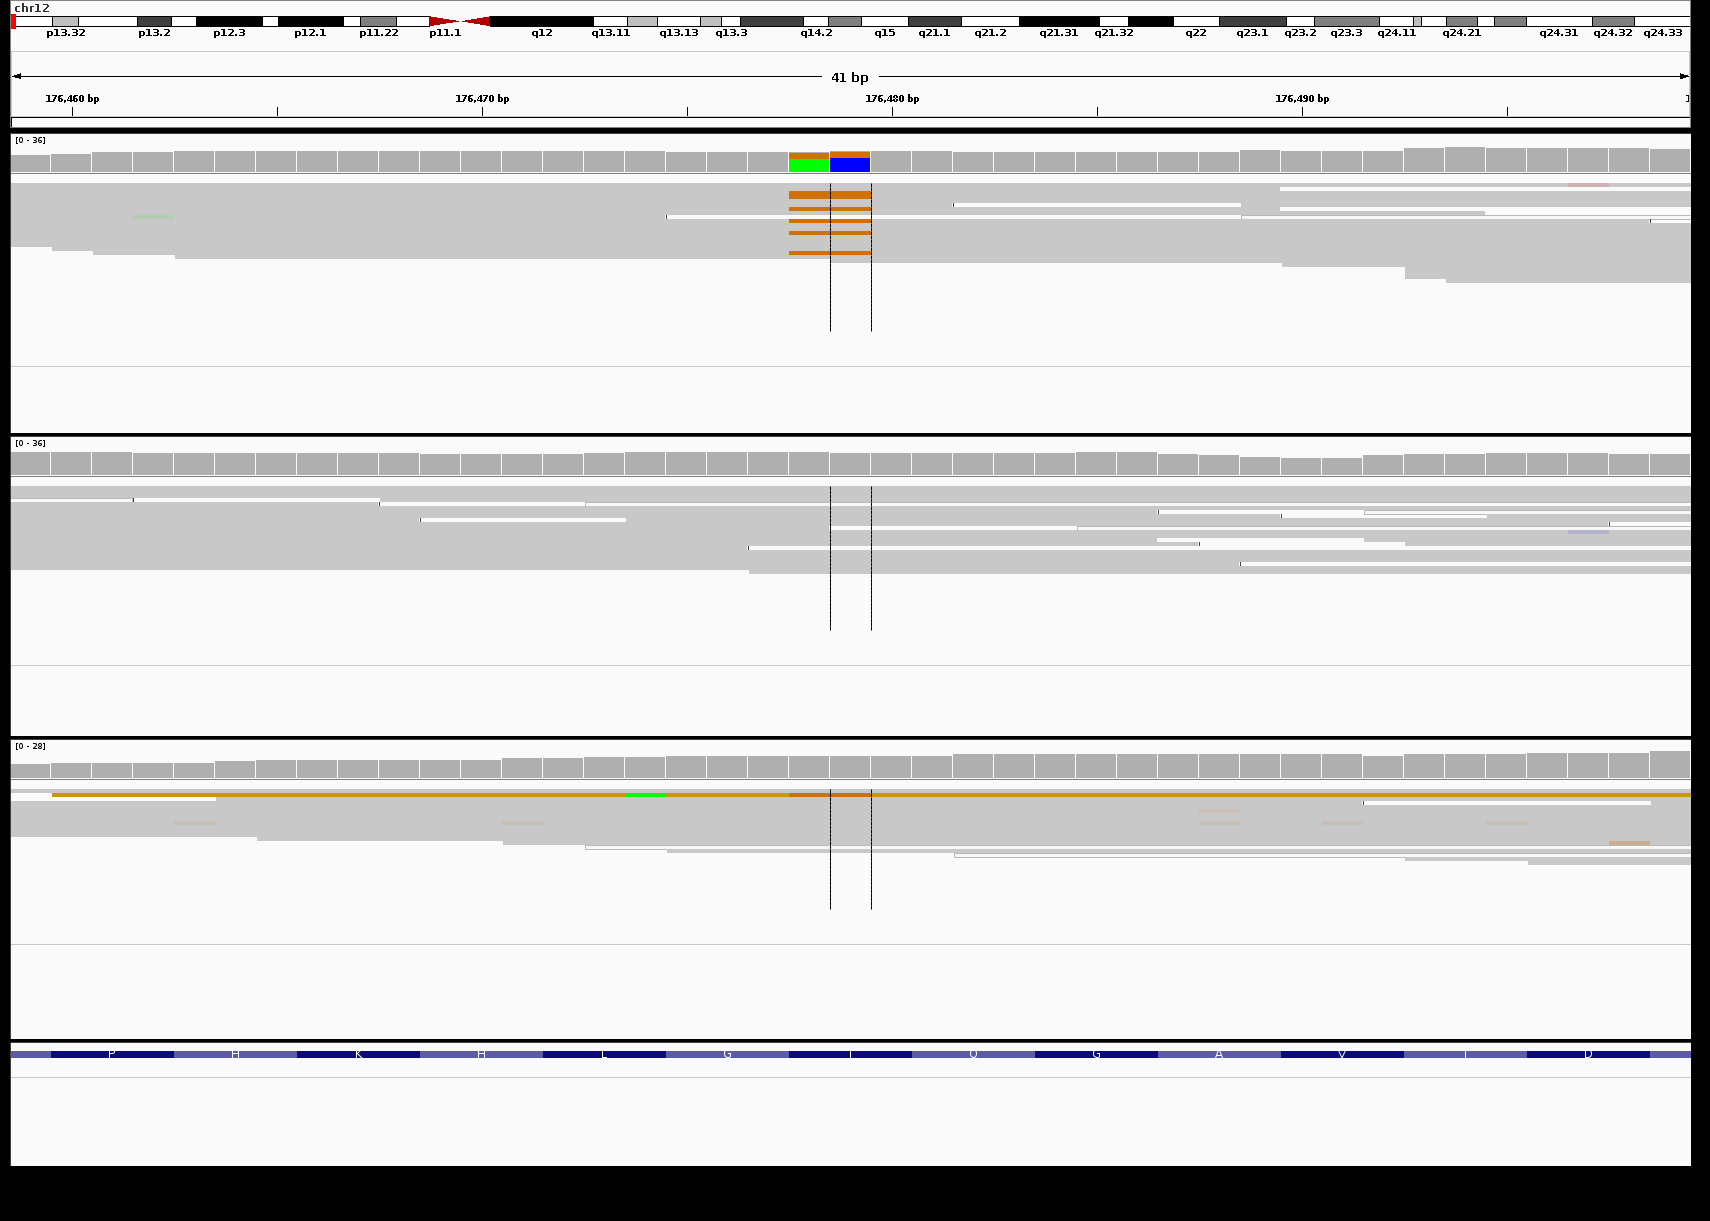 chr12
p13.32 p13.2 p12.3 p12.1 p11.22 p11.1 q12 q13.11 q13.13 q13.3 q14.2 q15 q21.1 q21.2 q21.31 q21.32 q22 q23.1 q23.2 q23.3 q24.11 q24.21 q24.31 q24.32 q24.33
41 bp
176,460 bp 176,470 bp 176,480 bp 176,490 bp
[0 - 36]
[0 - 36]
[0 - 28]
P H K H L G G A V D